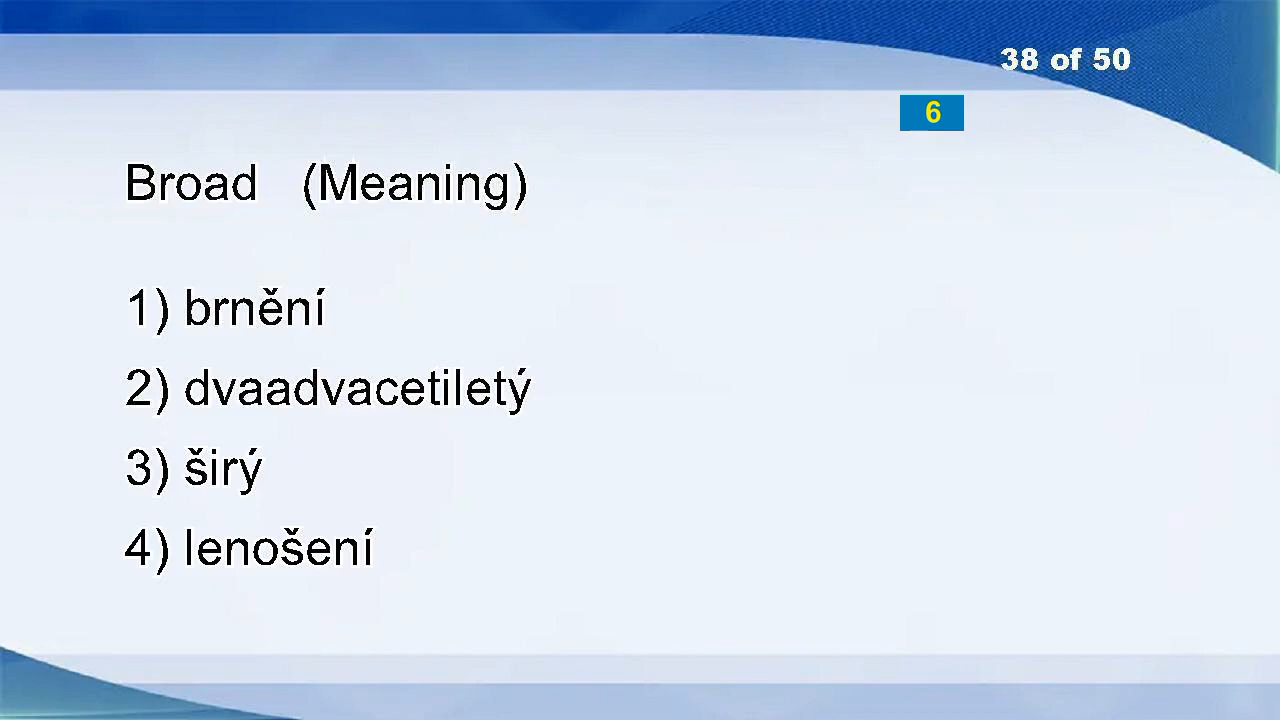 38 of 50
6
Broad (Meaning)
1) brnění
2) dvaadvacetiletý
3) širý
4) lenošení